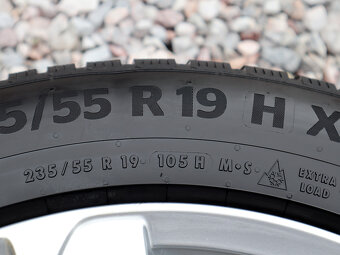 5/55 R 19 H X
235/55 R 19 105 H M·S EXTRA
LOAD